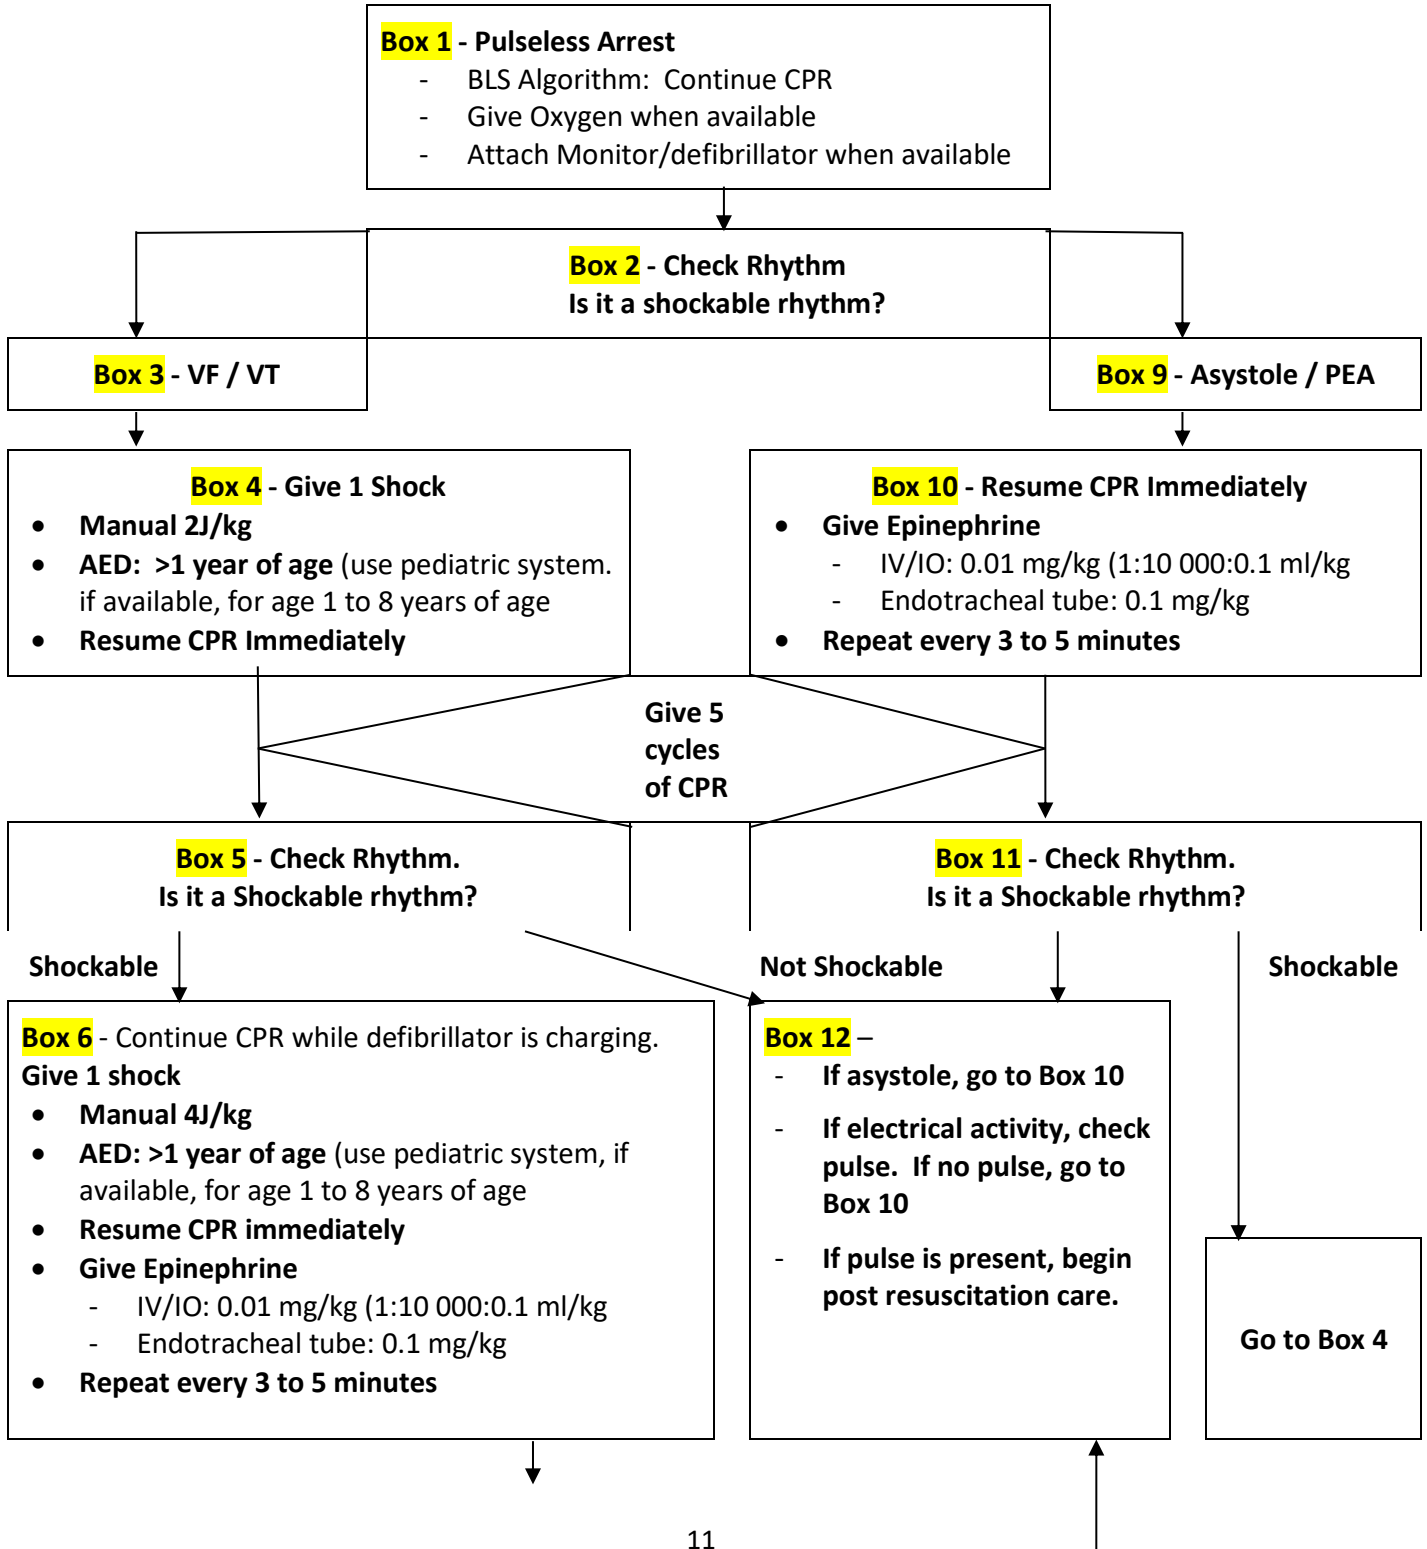 Box 1 - Pulseless Arrest
- BLS Algorithm: Continue CPR
- Give Oxygen when available
- Attach Monitor/defibrillator when available
Box 2 - Check Rhythm
Is it a shockable rhythm?
Box 3 - VF / VT
Box 9 - Asystole / PEA
Box 4 - Give 1 Shock
• Manual 2J/kg
• AED: >1 year of age (use pediatric system.
if available, for age 1 to 8 years of age
• Resume CPR Immediately
Box 10 - Resume CPR Immediately
• Give Epinephrine
- IV/IO: 0.01 mg/kg (1:10 000:0.1 ml/kg
- Endotracheal tube: 0.1 mg/kg
• Repeat every 3 to 5 minutes
Give 5
cycles
of CPR
Box 5 - Check Rhythm.
Is it a Shockable rhythm?
Box 11 - Check Rhythm.
Is it a Shockable rhythm?
Shockable
Not Shockable
Shockable
Box 6 - Continue CPR while defibrillator is charging.
Give 1 shock
• Manual 4J/kg
• AED: >1 year of age (use pediatric system, if
available, for age 1 to 8 years of age
• Resume CPR immediately
• Give Epinephrine
- IV/IO: 0.01 mg/kg (1:10 000:0.1 ml/kg
- Endotracheal tube: 0.1 mg/kg
• Repeat every 3 to 5 minutes
Box 12 –
- If asystole, go to Box 10
- If electrical activity, check
pulse. If no pulse, go to
Box 10
- If pulse is present, begin
post resuscitation care.
Go to Box 4
11